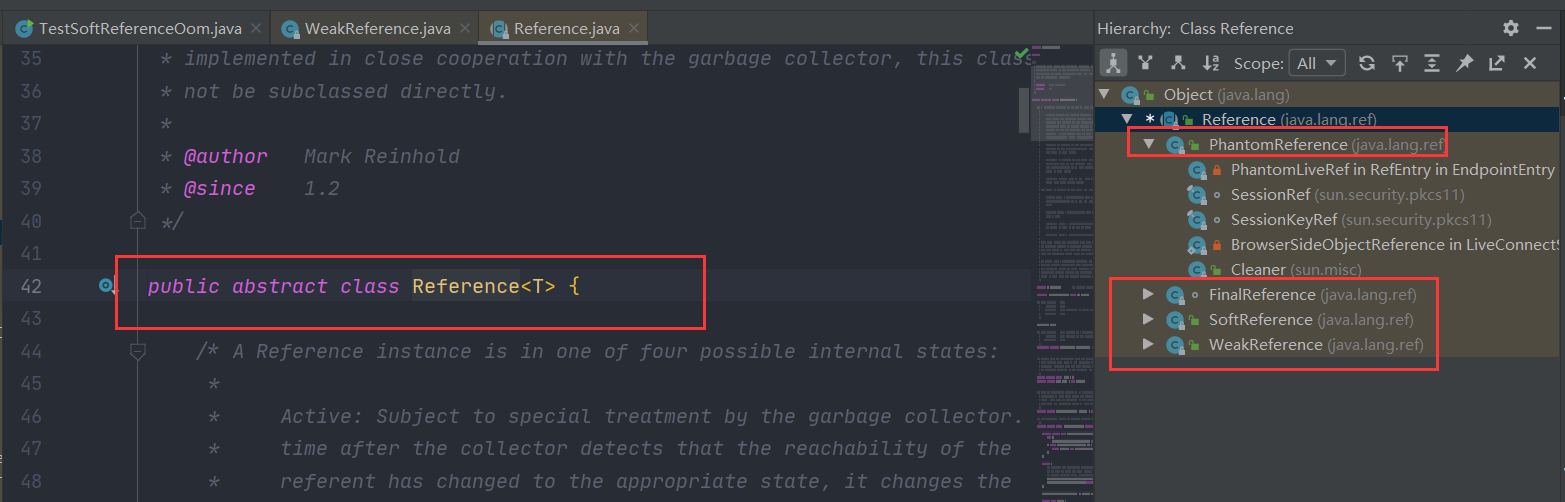 TestSoftReferenceOom.java WeakReference.java Reference.java
35 * implemented in close cooperation with the garbage collector, this class
36 * not be subclassed directly.
37 *
38 * @author Mark Reinhold
39 * @since 1.2
40 */
41
42 public abstract class Reference<T> {
43
44 /* A Reference instance is in one of four possible internal states:
45 *
46 * Active: Subject to special treatment by the garbage collector.
47 * time after the collector detects that the reachability of the
48 * referent has changed to the appropriate state, it changes the
Hierarchy: Class Reference
Scope: All
Object (java.lang)
* Reference (java.lang.ref)
PhantomReference (java.lang.ref)
PhantomLiveRef in RefEntry in EndpointEntry
SessionRef (sun.security.pkcs11)
SessionKeyRef (sun.security.pkcs11)
BrowserSideObjectReference in LiveConnectS
Cleaner (sun.misc)
FinalReference (java.lang.ref)
SoftReference (java.lang.ref)
WeakReference (java.lang.ref)